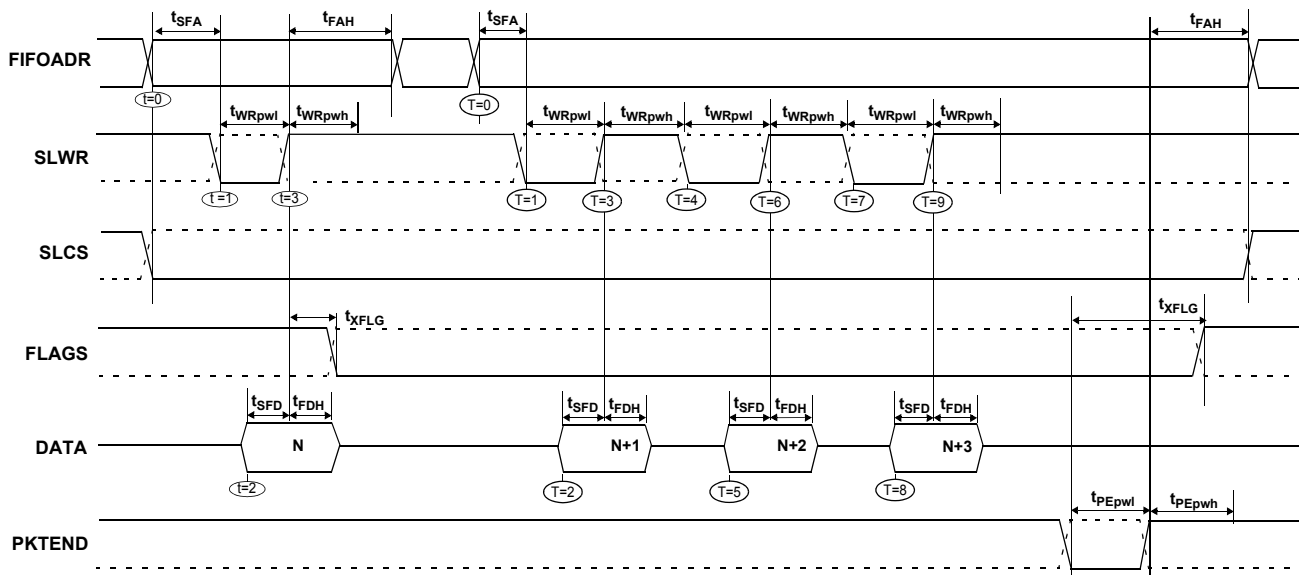 tSFA tFAH tSFA tFAH
FIFOADR
t=0 T=0
tWRpwl tWRpwh tWRpwl tWRpwh tWRpwl tWRpwh tWRpwl tWRpwh
SLWR
t =1 t=3 T=1 T=3 T=4 T=6 T=7 T=9
SLCS
tXFLG tXFLG
FLAGS
tSFD tFDH tSFD tFDH tSFD tFDH tSFD tFDH
DATA N N+1 N+2 N+3
t=2 T=2 T=5 T=8
tPEpwl tPEpwh
PKTEND